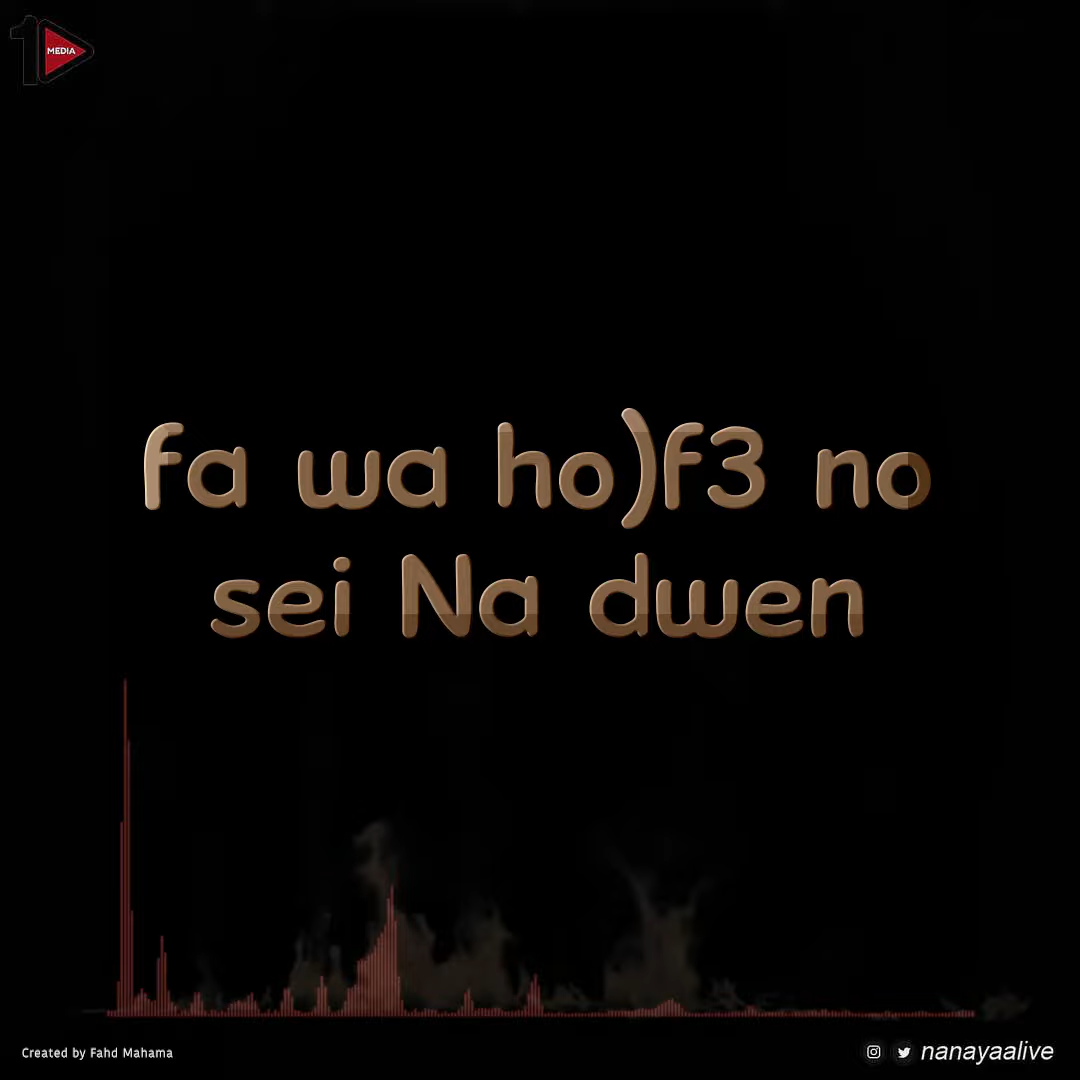 MEDIA
fa wa ho)f3 no
sei Na dwen
Created by Fahd Mahama
nanayaalive